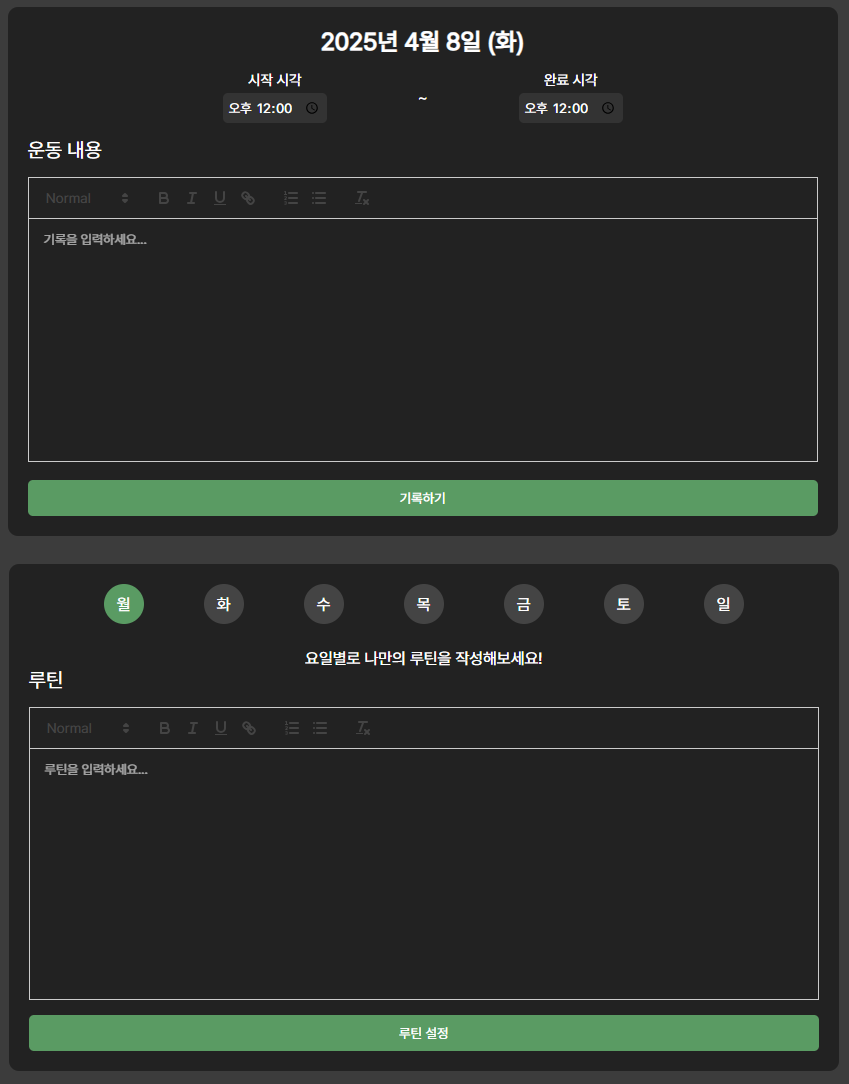 2025년 4월 8일 (화)
시작 시각 완료 시각
오후 12:00 ~ 오후 12:00
운동 내용
Normal B I U Tx
기록을 입력하세요...
기록하기
월 화 수 목 금 토 일
요일별로 나만의 루틴을 작성해보세요!
루틴
Normal B I U Tx
루틴을 입력하세요...
루틴 설정